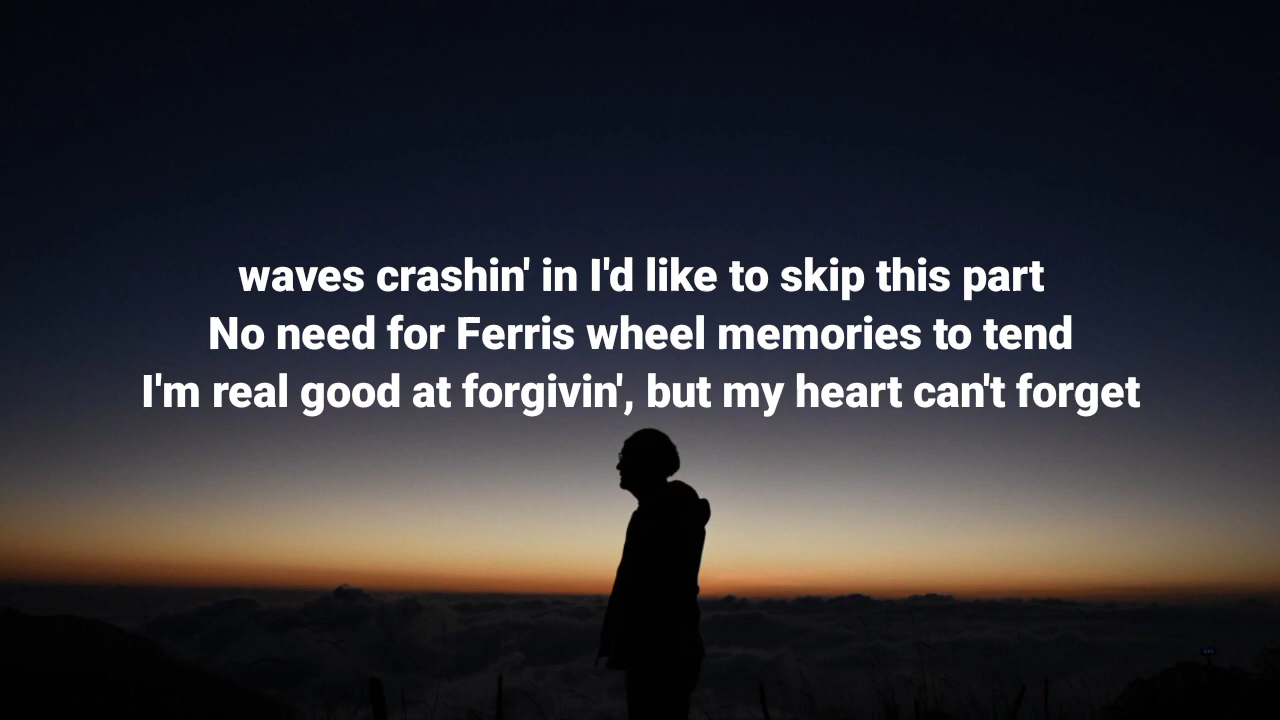 waves crashin' in I'd like to skip this part
No need for Ferris wheel memories to tend
I'm real good at forgivin', but my heart can't forget